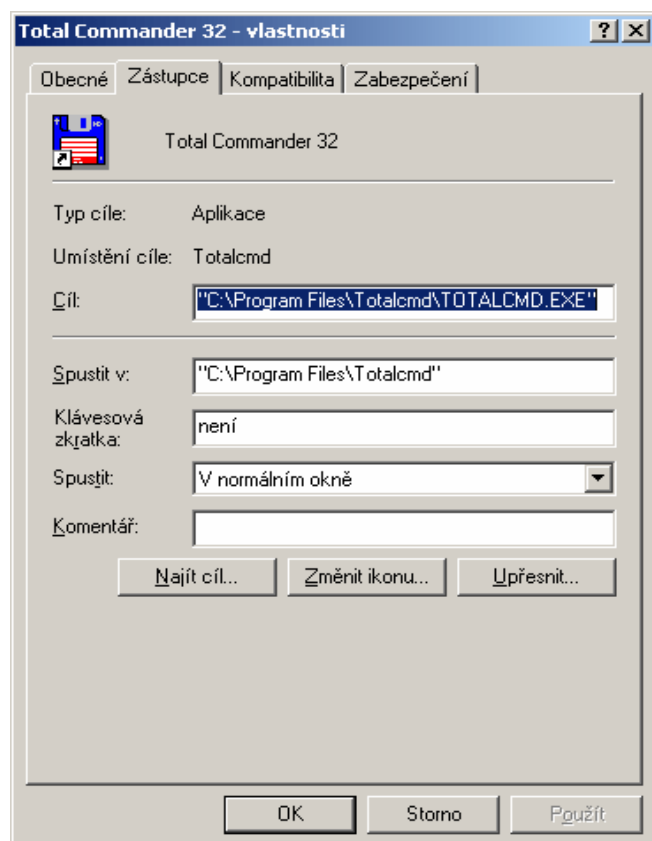 Total Commander 32 - vlastnosti
Obecné Zástupce Kompatibilita Zabezpečení
Total Commander 32
Typ cíle: Aplikace
Umístění cíle: Totalcmd
Cíl: "C:\Program Files\Totalcmd\TOTALCMD.EXE"
Spustit v: "C:\Program Files\Totalcmd"
Klávesová
zkratka: není
Spustit: V normálním okně
Komentář:
Najít cíl... Změnit ikonu... Upřesnit...
OK Storno Použít